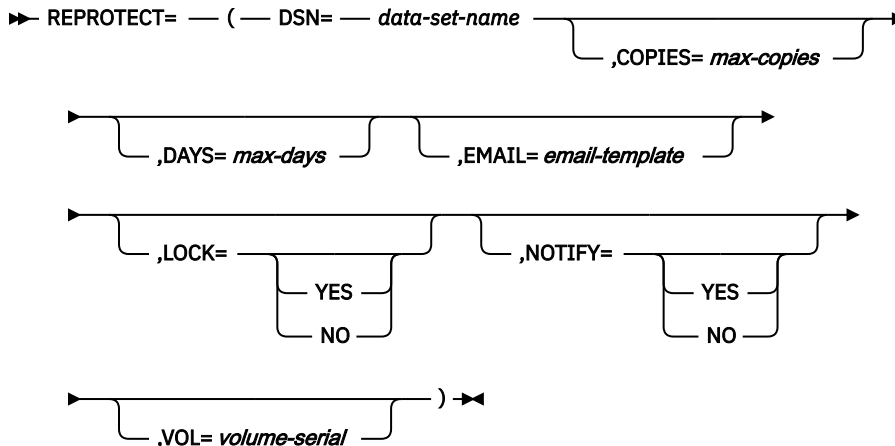 REPROTECT= ( DSN= data-set-name
,COPIES= max-copies
,DAYS= max-days ,EMAIL= email-template
,LOCK= ,NOTIFY=
YES YES
NO NO
)
,VOL= volume-serial